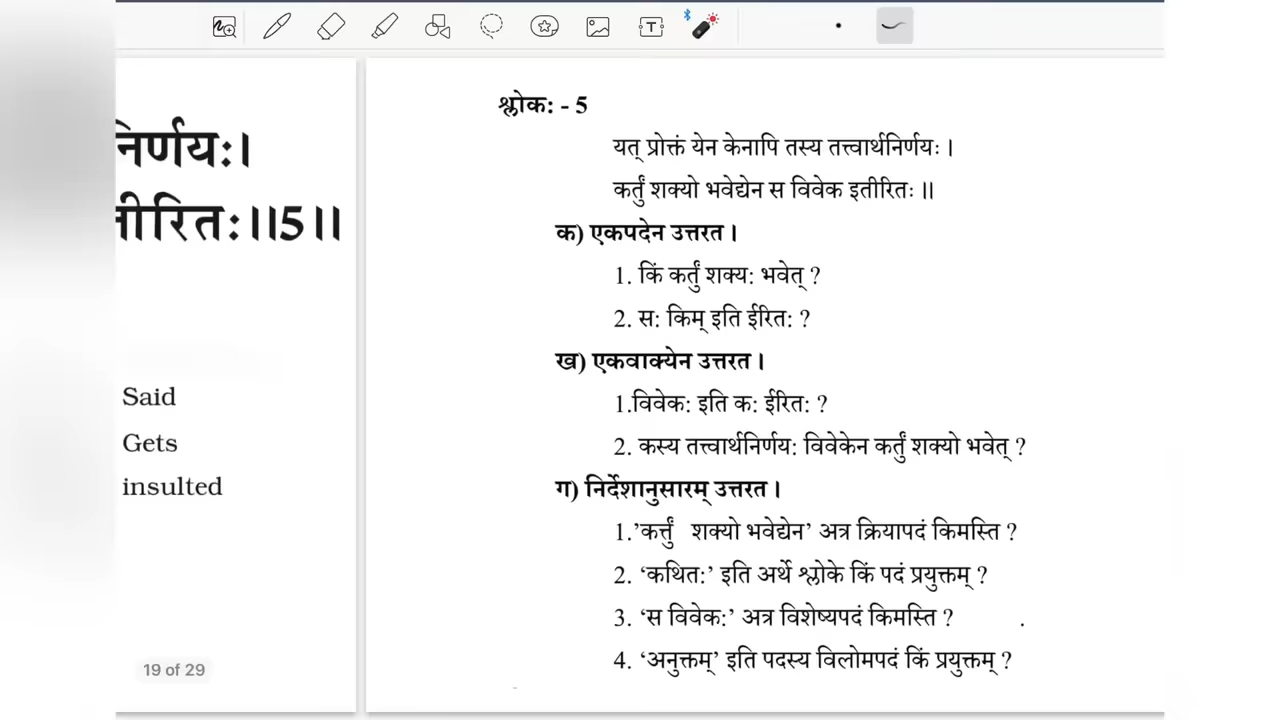 निर्णयः।
तीरितः॥5॥
Said
Gets
insulted
19 of 29
श्लोक: - 5
यत् प्रोक्तं येन केनापि तस्य तत्त्वार्थनिर्णयः।
कर्तुं शक्यो भवेद्येन स विवेक इतीरितः॥
क) एकपदेन उत्तरत।
1. किं कर्तुं शक्य: भवेत् ?
2. स: किम् इति ईरित: ?
ख) एकवाक्येन उत्तरत।
1.विवेक: इति क: ईरित: ?
2. कस्य तत्त्वार्थनिर्णय: विवेकेन कर्तुं शक्यो भवेत् ?
ग) निर्देशानुसारम् उत्तरत।
1.’कर्त्तुं शक्यो भवेद्येन’ अत्र क्रियापदं किमस्ति ?
2. ‘कथित:’ इति अर्थे श्लोके किं पदं प्रयुक्तम् ?
3. ‘स विवेक:’ अत्र विशेष्यपदं किमस्ति ? .
4. ‘अनुक्तम्’ इति पदस्य विलोमपदं किं प्रयुक्तम् ?